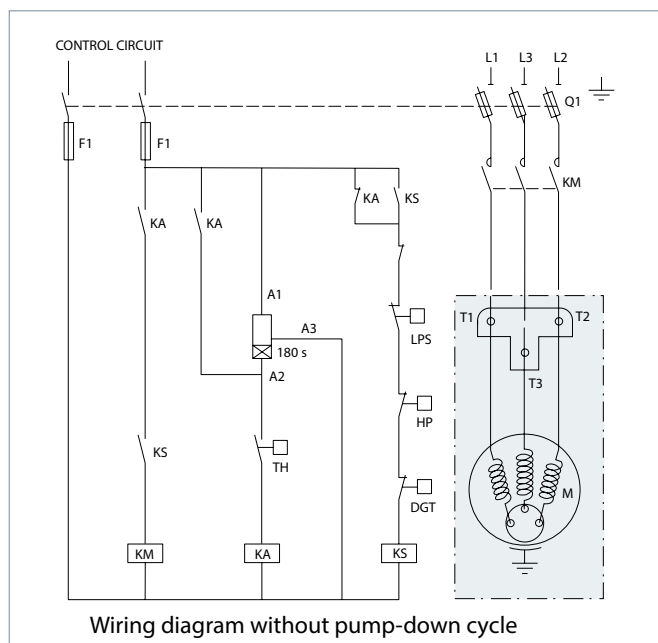 CONTROL CIRCUIT
L1 L3 L2
Q1
F1 F1
KA KS
KM
KA KA
A1
A3
T1 T2
180 s
LPS
A2
T3
HP
KS
TH
M
DGT
KM KA KS
Wiring diagram without pump-down cycle